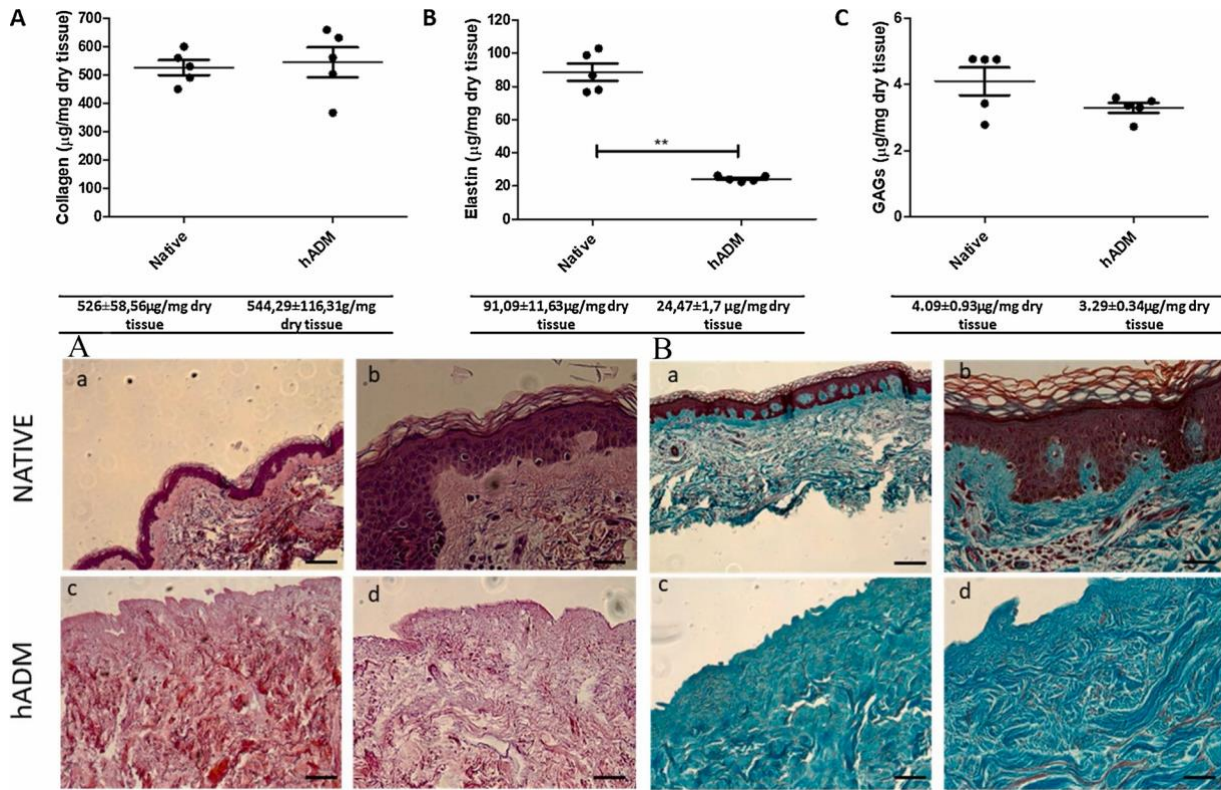 A
Collagen (µg/mg dry tissue)
700
600
500
400
300
200
100
0
Native
hADM
526±58,56µg/mg dry
tissue
544,29±116,31g/mg
dry tissue
B
Elastin (µg/mg dry tissue)
120
100
80
60
40
20
0
**
Native
hADM
91,09±11,63µg/mg dry
tissue
24,47±1,7 µg/mg dry
tissue
C
GAGs (µg/mg dry tissue)
6
4
2
0
Native
hADM
4.09±0.93µg/mg dry
tissue
3.29±0.34µg/mg dry
tissue
A
B
NATIVE
a
b
a
b
hADM
c
d
c
d